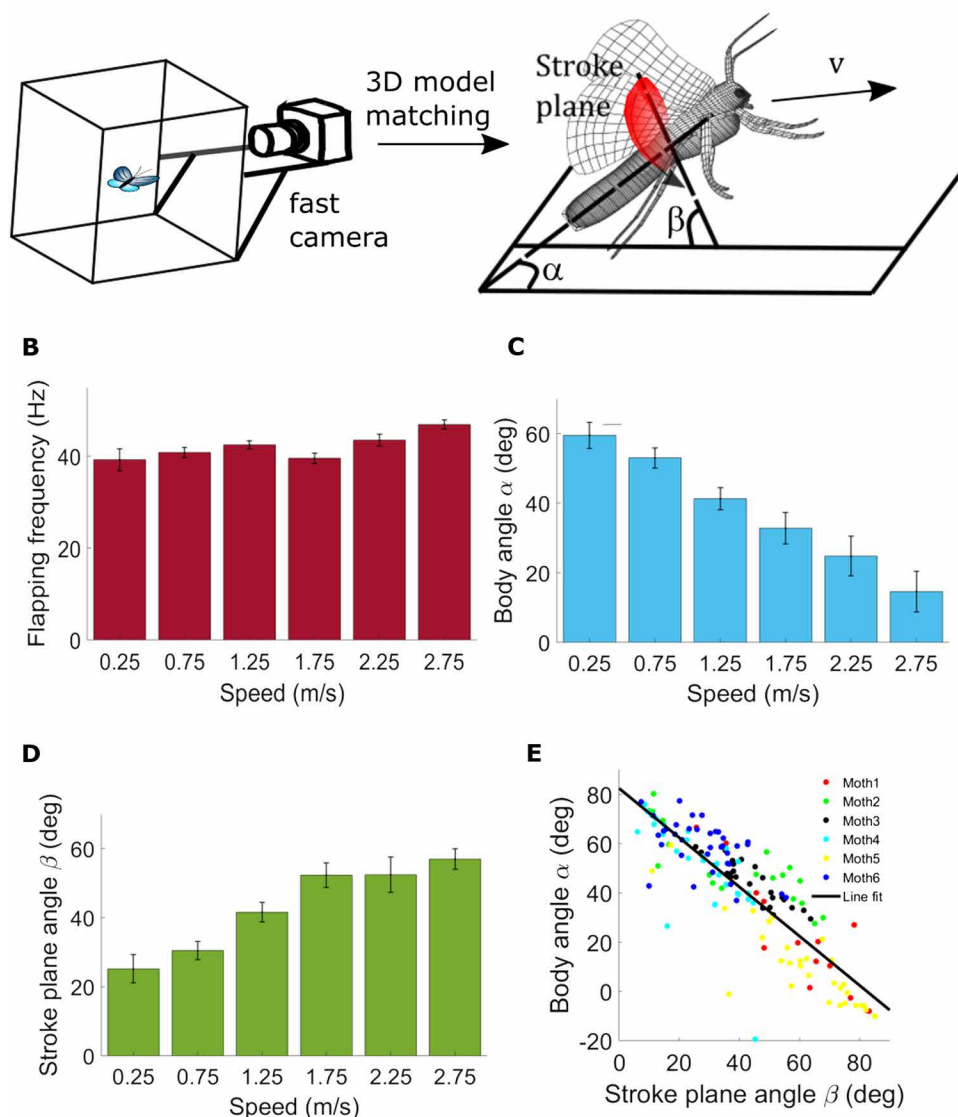 3D model
matching
fast
camera
Stroke
plane
v
β
α
B
Flapping frequency (Hz)
40
20
0
0.25 0.75 1.25 1.75 2.25 2.75
Speed (m/s)
C
Body angle α (deg)
60
40
20
0
0.25 0.75 1.25 1.75 2.25 2.75
Speed (m/s)
D
Stroke plane angle β (deg)
60
40
20
0
0.25 0.75 1.25 1.75 2.25 2.75
Speed (m/s)
E
Body angle α (deg)
80
60
40
20
0
-20
0 20 40 60 80
Stroke plane angle β (deg)
Moth1
Moth2
Moth3
Moth4
Moth5
Moth6
Line fit